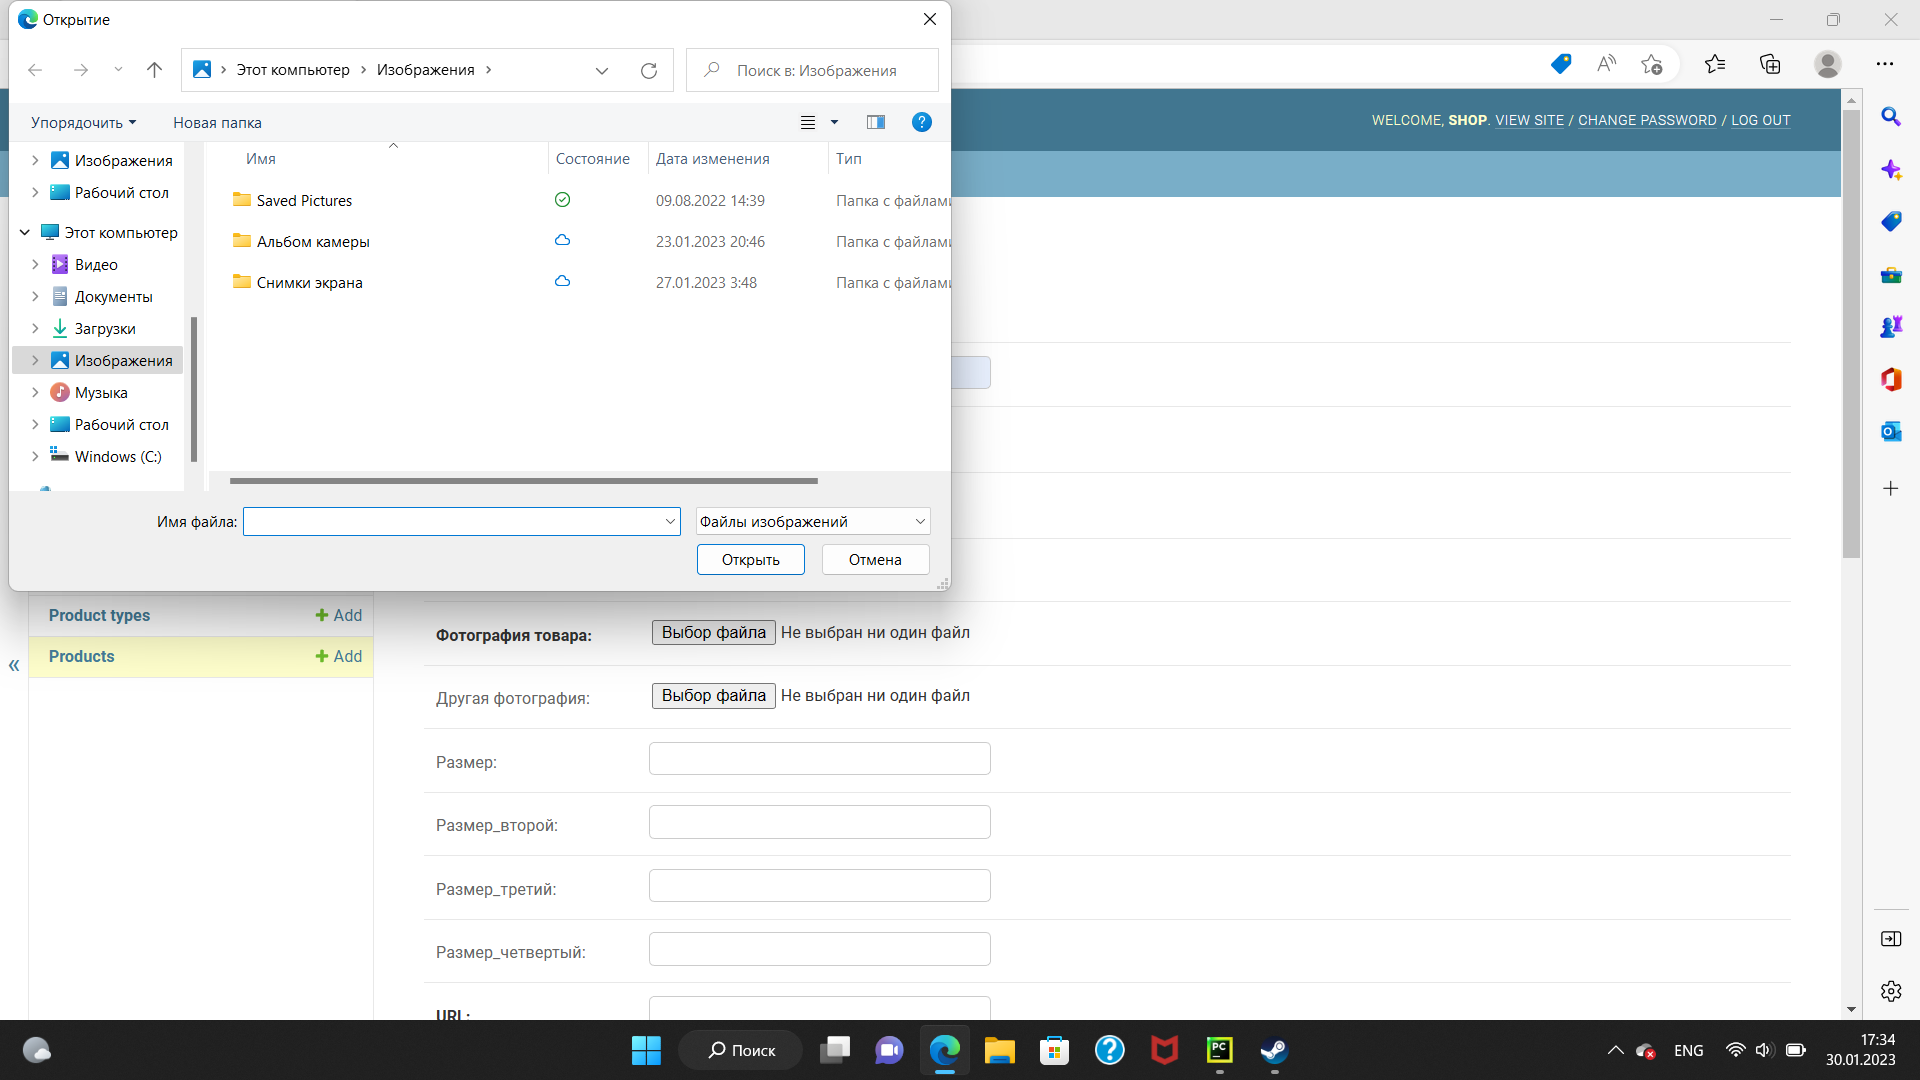 Открытие
Этот компьютер
Изображения
Поиск в: Изображения
Упорядочить
Новая папка
WELCOME, SHOP. VIEW SITE / CHANGE PASSWORD / LOG OUT
Имя
Состояние
Дата изменения
Тип
Изображения
Рабочий стол
Этот компьютер
Видео
Документы
Загрузки
Изображения
Музыка
Рабочий стол
Windows (C:)
Saved Pictures
09.08.2022 14:39
Папка с файлами
Альбом камеры
23.01.2023 20:46
Папка с файлами
Снимки экрана
27.01.2023 3:48
Папка с файлами
Имя файла:
Файлы изображений
Открыть
Отмена
Product types
+ Add
Products
+ Add
«
Фотография товара:
Выбор файла Не выбран ни один файл
Другая фотография:
Выбор файла Не выбран ни один файл
Размер:
Размер_второй:
Размер_третий:
Размер_четвертый:
URL:
Поиск
PC
ENG
17:34
30.01.2023